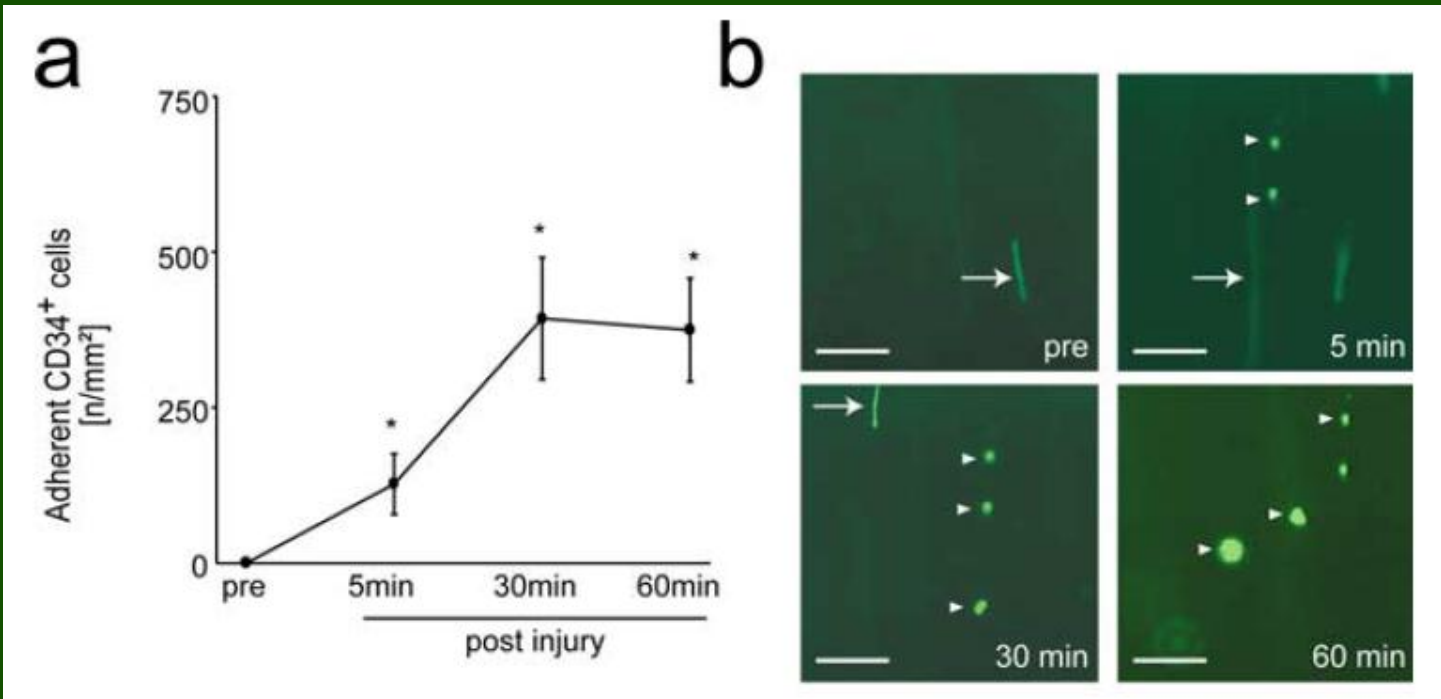 a
750
500
250
0
Adherent CD34⁺ cells
[n/mm²]
*
*
*
pre 5min 30min 60min
post injury
b
pre
5 min
30 min
60 min